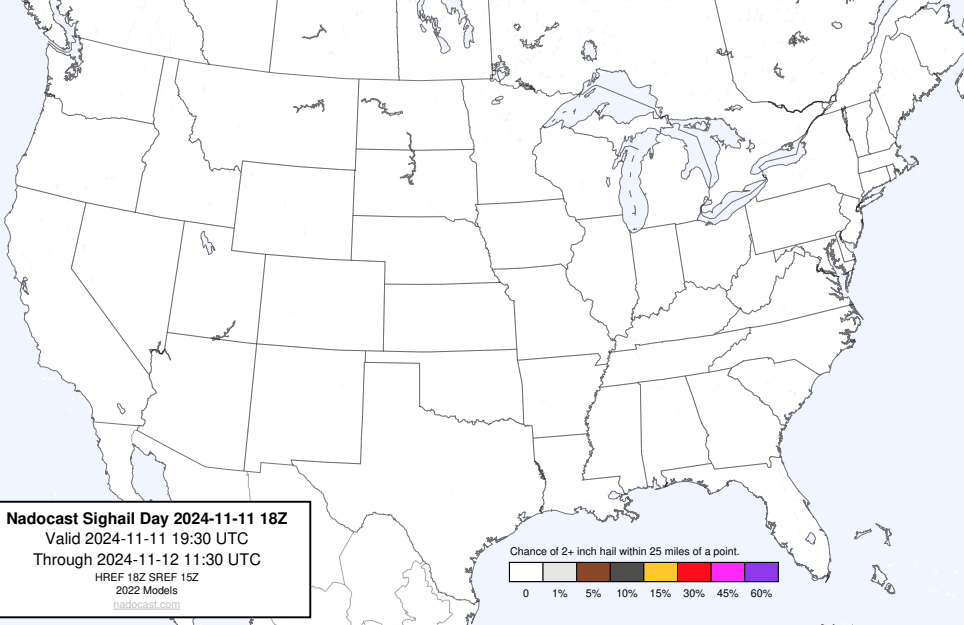 Nadocast Sighail Day 2024-11-11 18Z
Valid 2024-11-11 19:30 UTC
Through 2024-11-12 11:30 UTC
HREF 18Z SREF 15Z
2022 Models
nadocast.com
Chance of 2+ inch hail within 25 miles of a point.
0 1% 5% 10% 15% 30% 45% 60%